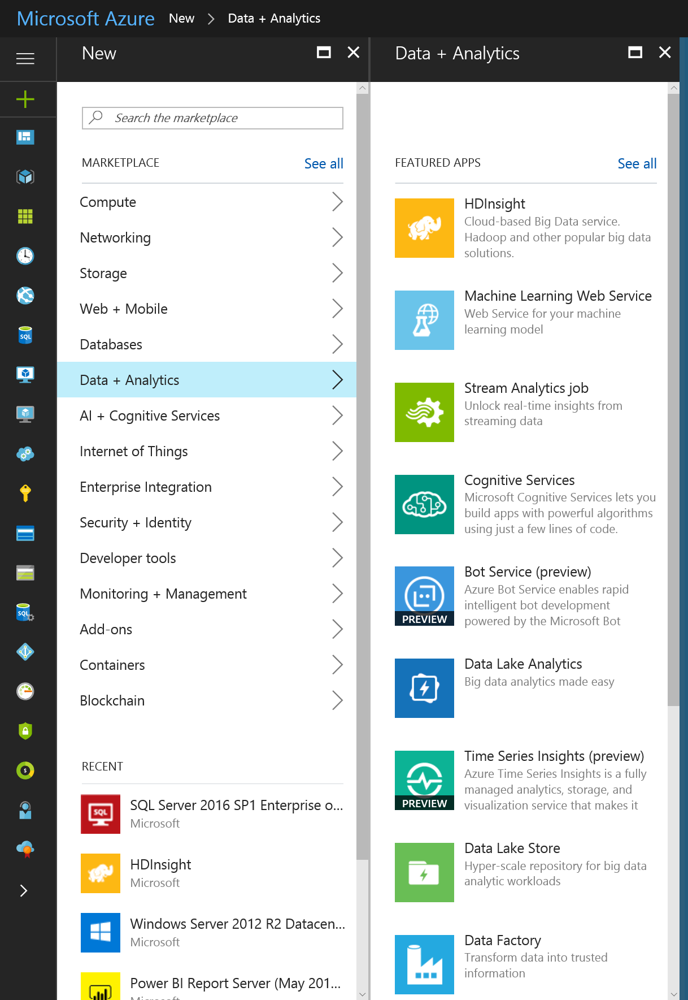 Microsoft Azure New > Data + Analytics
New
Search the marketplace
MARKETPLACE See all
Compute
Networking
Storage
Web + Mobile
Databases
Data + Analytics
AI + Cognitive Services
Internet of Things
Enterprise Integration
Security + Identity
Developer tools
Monitoring + Management
Add-ons
Containers
Blockchain
RECENT
SQL
SQL Server 2016 SP1 Enterprise o...
Microsoft
HDInsight
Microsoft
Windows Server 2012 R2 Datacen...
Microsoft
Power BI Report Server (May 201...
Microsoft
SQL
SQL
Data + Analytics
FEATURED APPS See all
HDInsight
Cloud-based Big Data service.
Hadoop and other popular big data
solutions.
Machine Learning Web Service
Web Service for your machine
learning model
Stream Analytics job
Unlock real-time insights from
streaming data
Cognitive Services
Microsoft Cognitive Services lets you
build apps with powerful algorithms
using just a few lines of code.
Bot Service (preview)
Azure Bot Service enables rapid
intelligent bot development
powered by the Microsoft Bot
PREVIEW
Data Lake Analytics
Big data analytics made easy
Time Series Insights (preview)
Azure Time Series Insights is a fully
managed analytics, storage, and
visualization service that makes it
PREVIEW
Data Lake Store
Hyper-scale repository for big data
analytic workloads
Data Factory
Transform data into trusted
information